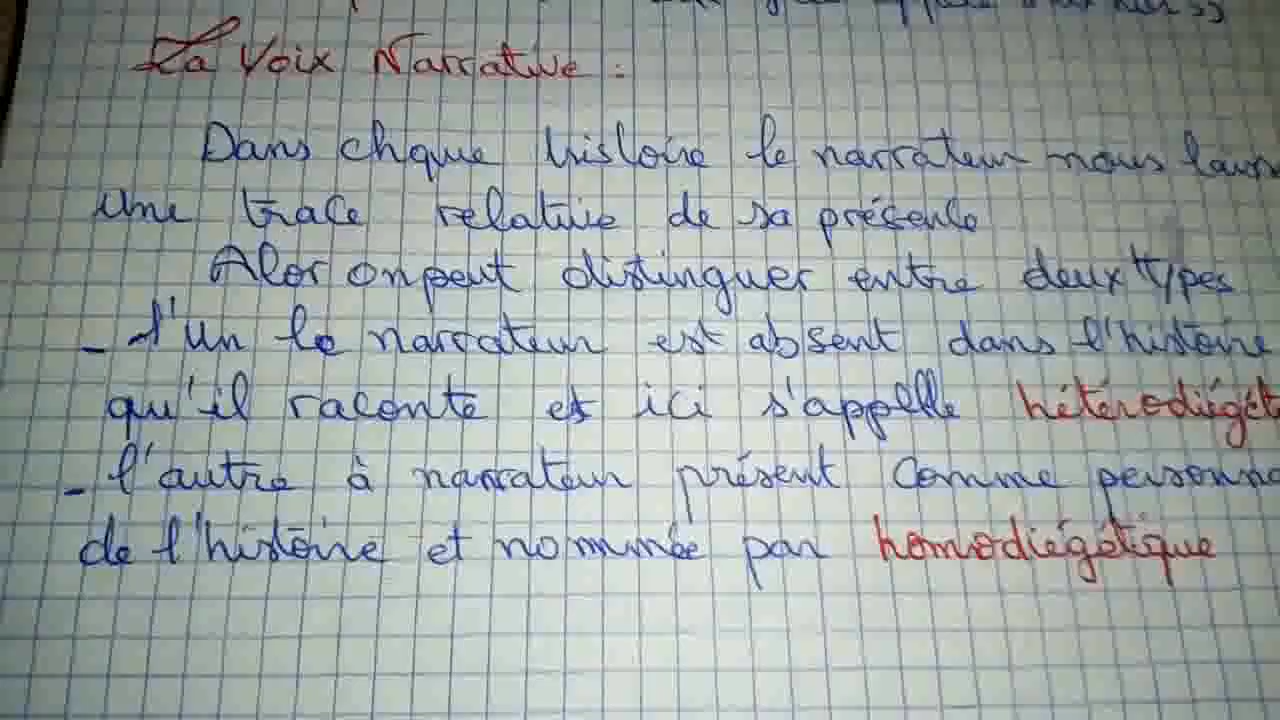 La Voix Narrative :
Dans chque histoire le narrateur nous
une trace relative de sa présence
Alor on peut distinguer entre deux types
- l'un le narrateur est absent dans l'histoire
qu'il raconte et ici s'appelle hétérodiégét
- l'autre à narrateur présent comme personna
de l'histoire et nommée par homodiégétique